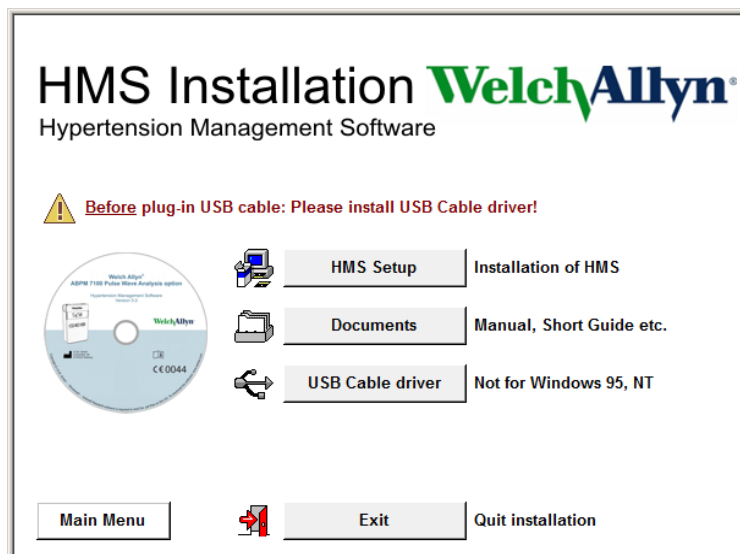 HMS Installation WelchAllyn®
Hypertension Management Software
Before plug-in USB cable: Please install USB Cable driver!
Welch Allyn®
ABPM 7100 Pulse Wave Analysis option
Hypertension Management Software
WelchAllyn
CE 0044
HMS Setup Installation of HMS
Documents Manual, Short Guide etc.
USB Cable driver Not for Windows 95, NT
Main Menu Exit Quit installation